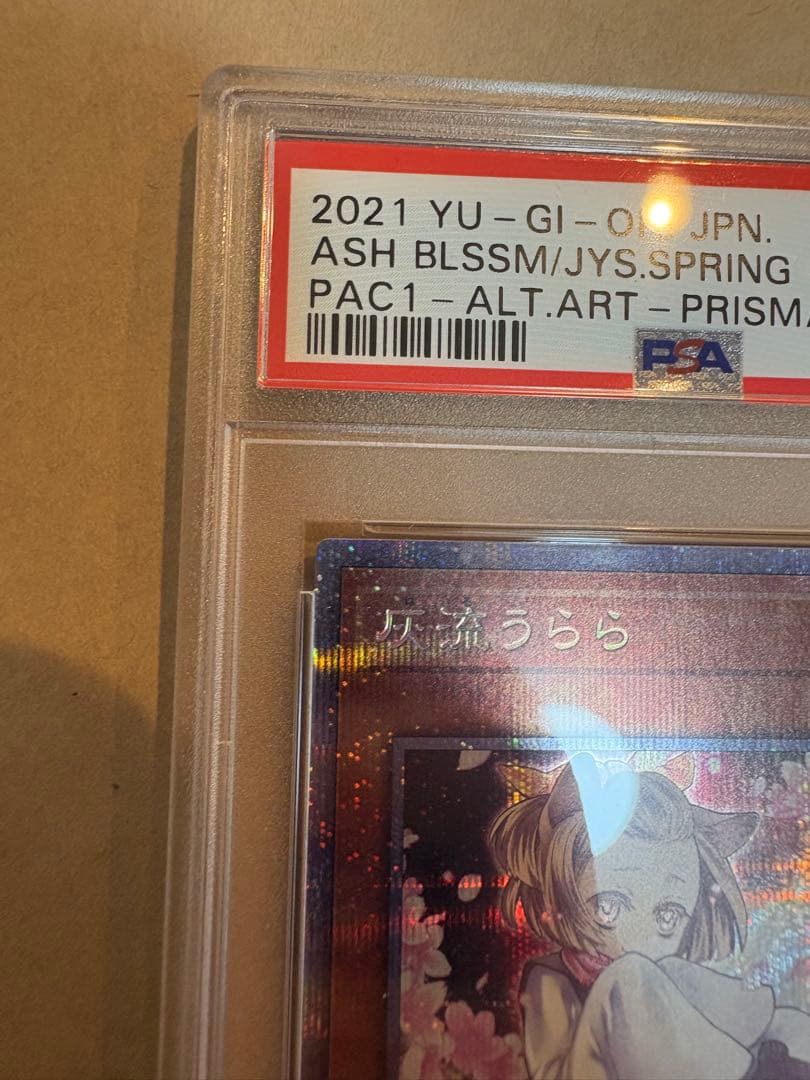 2021 YU-GI-OH! JPN.
ASH BLSSM/JYS.SPRING
PAC1-ALT.ART-PRISMA
PSA
灰流うらら